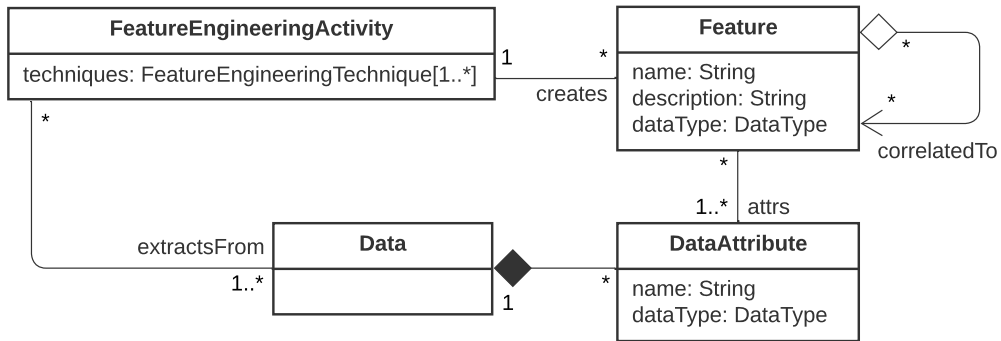 FeatureEngineeringActivity
techniques: FeatureEngineeringTechnique[1..*]
1
*
creates
Feature
name: String
description: String
dataType: DataType
*
*
correlatedTo
*
extractsFrom
1..*
Data
1
*
*
1..*
attrs
DataAttribute
name: String
dataType: DataType